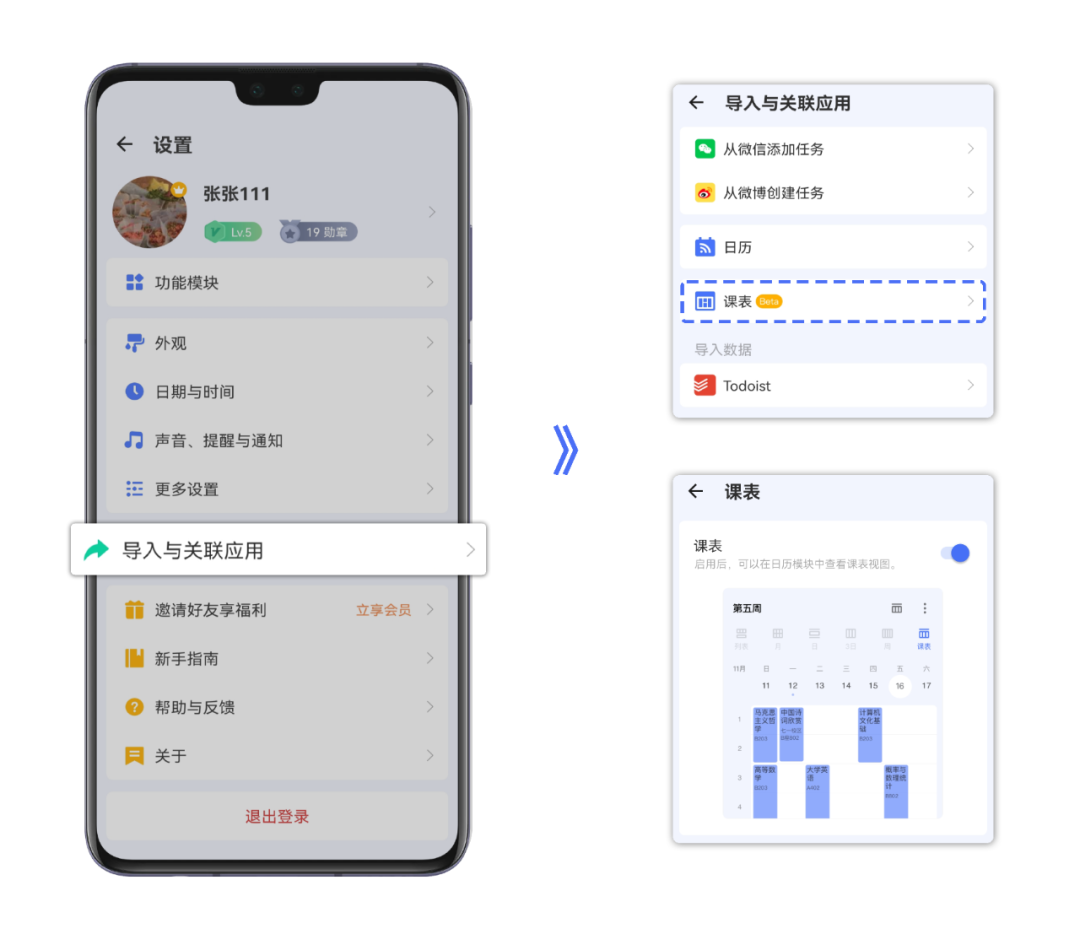 设置
张张111
Lv.5
19 勋章
功能模块
外观
日期与时间
声音、提醒与通知
更多设置
导入与关联应用
邀请好友享福利 立享会员
新手指南
帮助与反馈
关于
退出登录
导入与关联应用
从微信添加任务
从微博创建任务
日历
课表 Beta
导入数据
Todoist
课表
课表
启用后，可以在日历模块中查看课表视图。
第五周
列表 月 日 3日 周 课表
11月 日 一 二 三 四 五 六
11 12 13 14 15 16 17
1
马克思
主义哲
学
B203
中国诗
词欣赏
计算机
文化基
础
B203
2
3
高等数
学
B203
大学英
语
A402
概率与
数理统
计
4